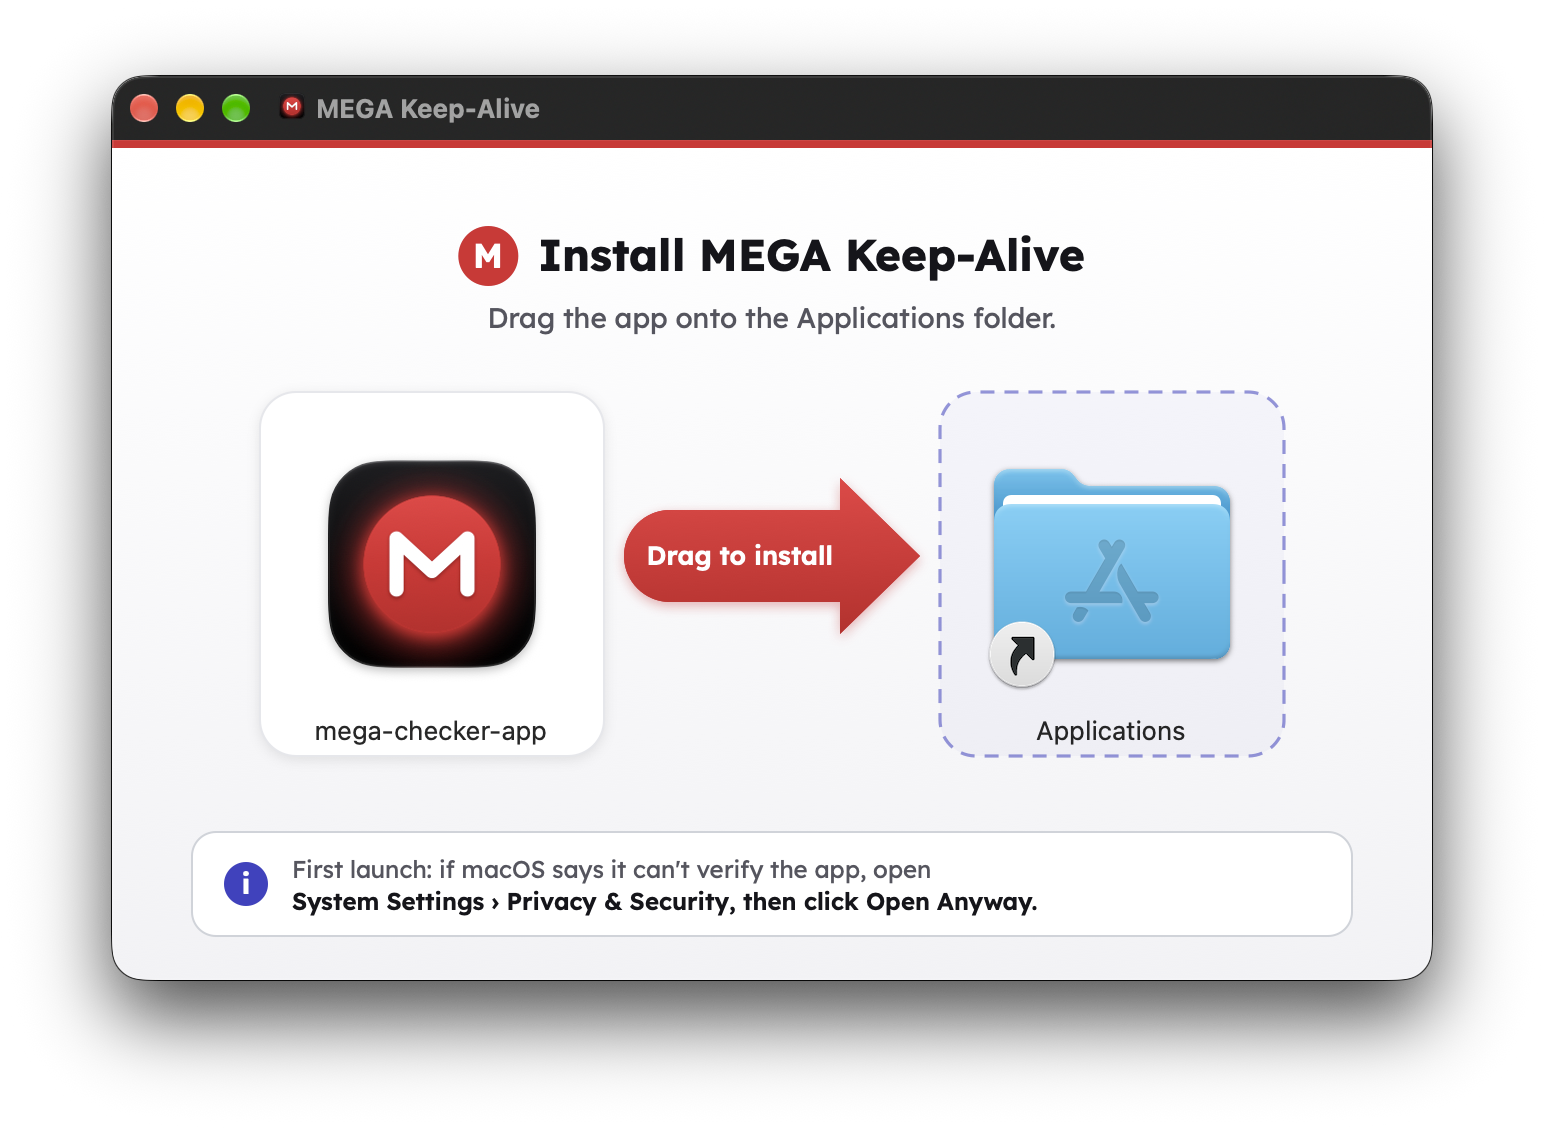 MEGA Keep-Alive
M Install MEGA Keep-Alive
Drag the app onto the Applications folder.
M
Drag to install
mega-checker-app
Applications
i
First launch: if macOS says it can't verify the app, open
System Settings › Privacy & Security, then click Open Anyway.